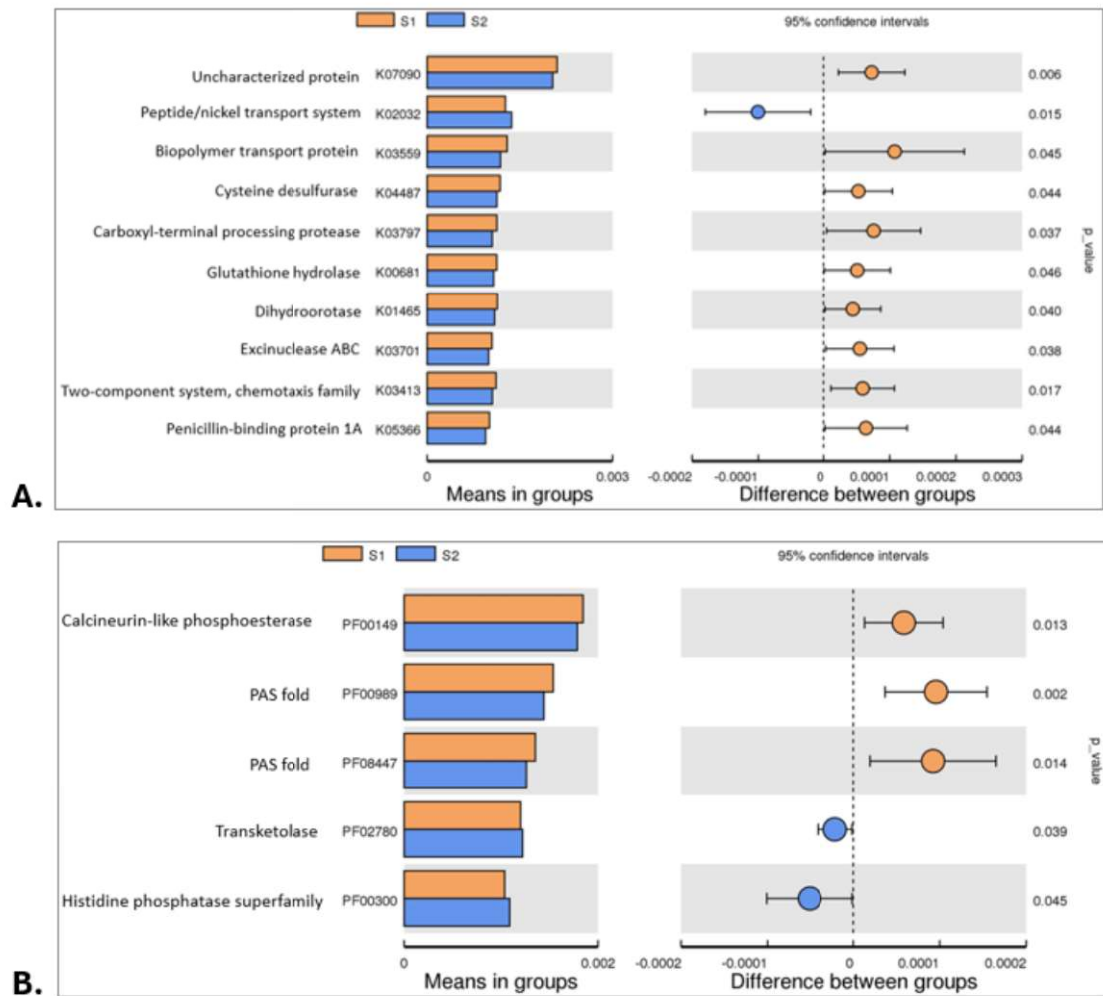 S1 S2 95% confidence intervals
Uncharacterized protein K07090 0.006
Peptide/nickel transport system K02032 0.015
Biopolymer transport protein K03559 0.045
Cysteine desulfurase K04487 0.044
Carboxyl-terminal processing protease K03797 0.037
p_value
Glutathione hydrolase K00681 0.046
Dihydroorotase K01465 0.040
Excinuclease ABC K03701 0.038
Two-component system, chemotaxis family K03413 0.017
Penicillin-binding protein 1A K05366 0.044
0 0.003 -0.0002 -0.0001 0 0.0001 0.0002 0.0003
A. Means in groups Difference between groups
S1 S2 95% confidence intervals
Calcineurin-like phosphoesterase PF00149 0.013
PAS fold PF00989 0.002
PAS fold PF08447 0.014
p_value
Transketolase PF02780 0.039
Histidine phosphatase superfamily PF00300 0.045
0 0.002 -0.0002 -0.0001 0 0.0001 0.0002
B. Means in groups Difference between groups